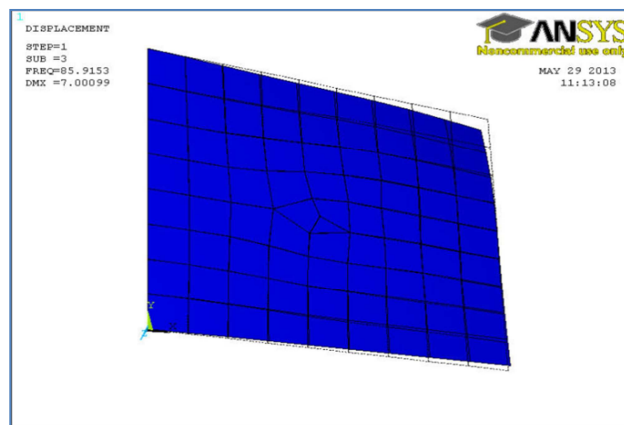 1
DISPLACEMENT
STEP=1
SUB =3
FREQ=85.9153
DMX =7.00099
ANSYS
Noncommercial use only
MAY 29 2013
11:13:08
Y